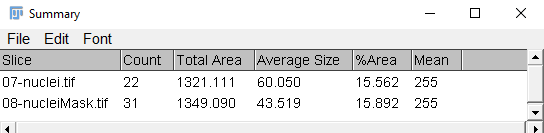 Summary
File Edit Font
Slice Count Total Area Average Size %Area Mean
07-nuclei.tif 22 1321.111 60.050 15.562 255
08-nucleiMask.tif 31 1349.090 43.519 15.892 255